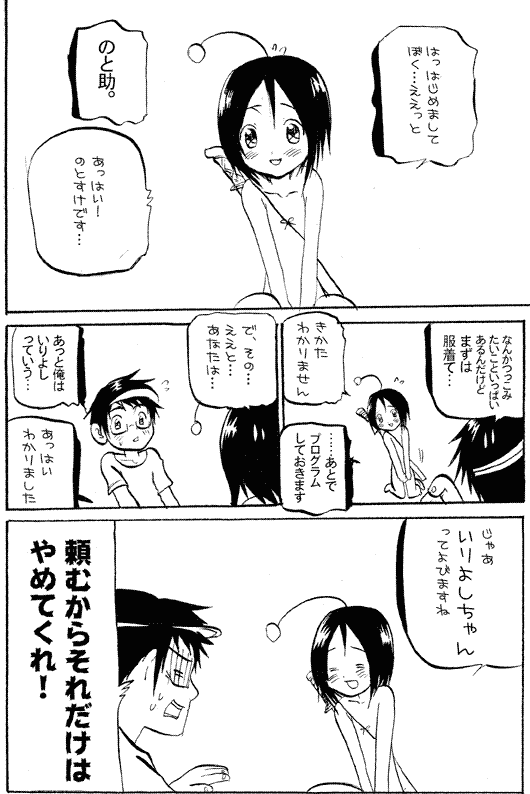 はっ はじめまして
ぼく…ええっと
のと助。
あっはい!
のとすけです…
なんかつっこみ
たいこといっぱい
あるんだけど
まずは
服着て…
きかた
わかりません
……あとで
プログラム
しておきます
で、その…
ええと…
あなたは…
あっと俺は
いりよし
っていう…
あっはい
わかりました
じゃあ
いりよしちゃん
ってよびますね
頼むからそれだけは
やめてくれ!